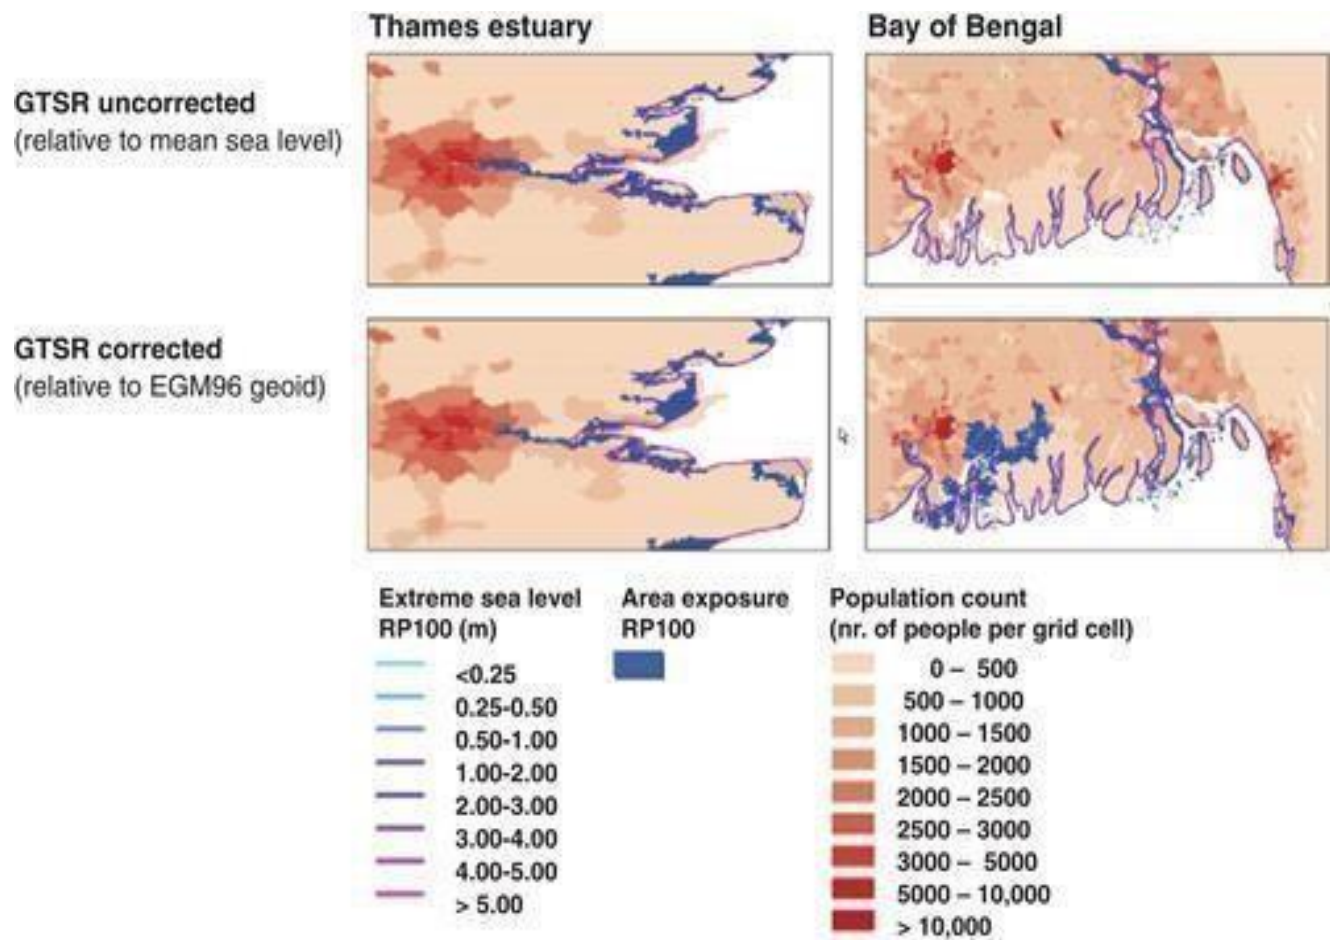 Thames estuary
Bay of Bengal
GTSR uncorrected
(relative to mean sea level)
GTSR corrected
(relative to EGM96 geoid)
Extreme sea level
RP100 (m)
<0.25
0.25-0.50
0.50-1.00
1.00-2.00
2.00-3.00
3.00-4.00
4.00-5.00
> 5.00
Area exposure
RP100
Population count
(nr. of people per grid cell)
0 – 500
500 – 1000
1000 – 1500
1500 – 2000
2000 – 2500
2500 – 3000
3000 – 5000
5000 – 10,000
> 10,000